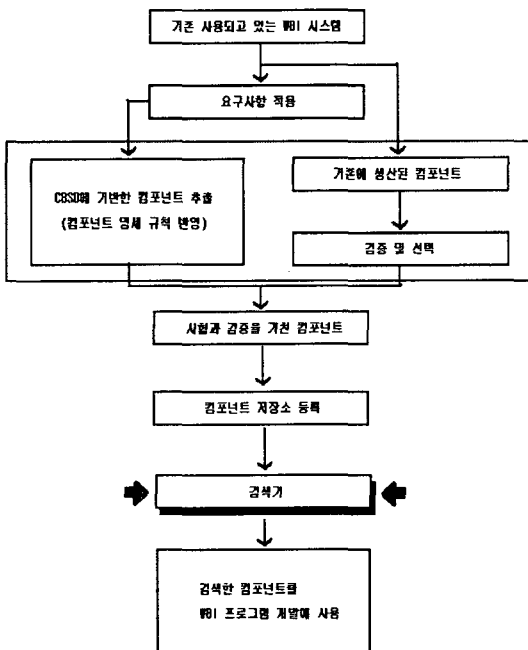 기존 사용되고 있는 WBI 시스템
요구사항 적용
CBSD에 기반한 컴포넌트 추출
(컴포넌트 명세 규칙 반영)
기존에 생산된 컴포넌트
검증 및 선택
시험과 검증을 거친 컴포넌트
컴포넌트 저장소 등록
검색기
검색한 컴포넌트를
WBI 프로그램 개발에 사용